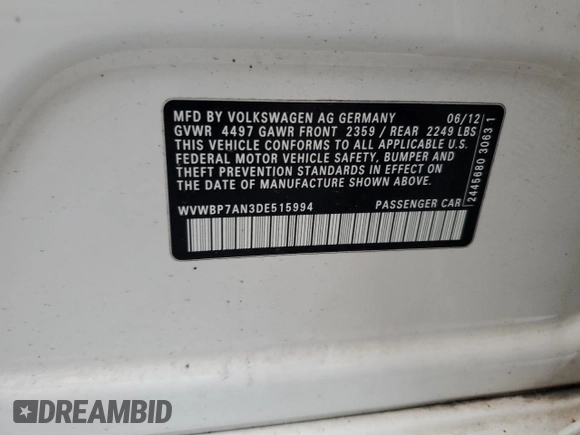 MFD BY VOLKSWAGEN AG GERMANY 06/12
GVWR 4497 GAWR FRONT 2359 / REAR 2249 LBS
THIS VEHICLE CONFORMS TO ALL APPLICABLE U.S.
FEDERAL MOTOR VEHICLE SAFETY, BUMPER AND
THEFT PREVENTION STANDARDS IN EFFECT ON
THE DATE OF MANUFACTURE SHOWN ABOVE.
WVWBP7AN3DE515994 PASSENGER CAR
2445680 3063 1
DREAMBID